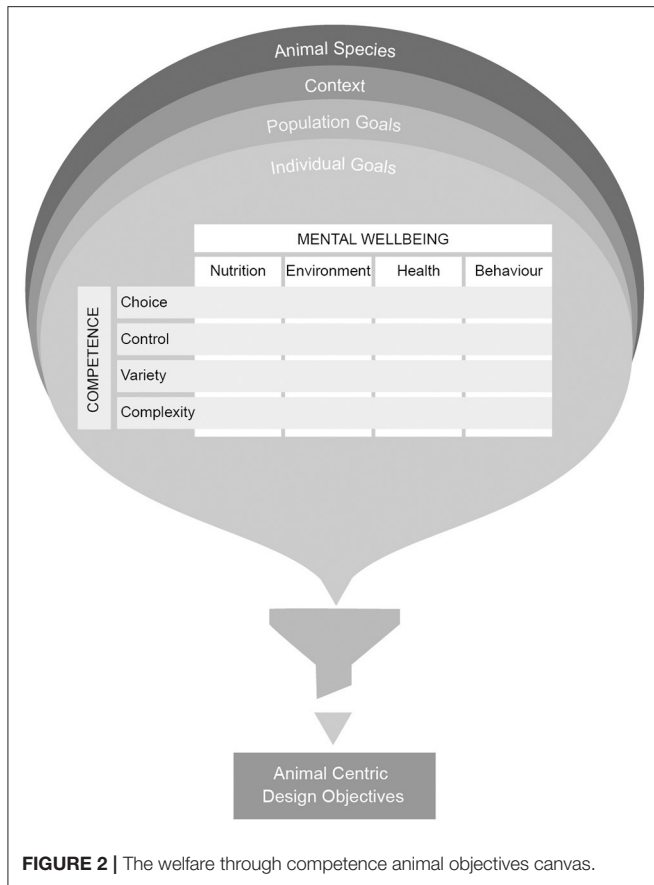 Animal Species
Context
Population Goals
Individual Goals
MENTAL WELLBEING
Nutrition Environment Health Behaviour
COMPETENCE
Choice
Control
Variety
Complexity
Animal Centric
Design Objectives
FIGURE 2 | The welfare through competence animal objectives canvas.